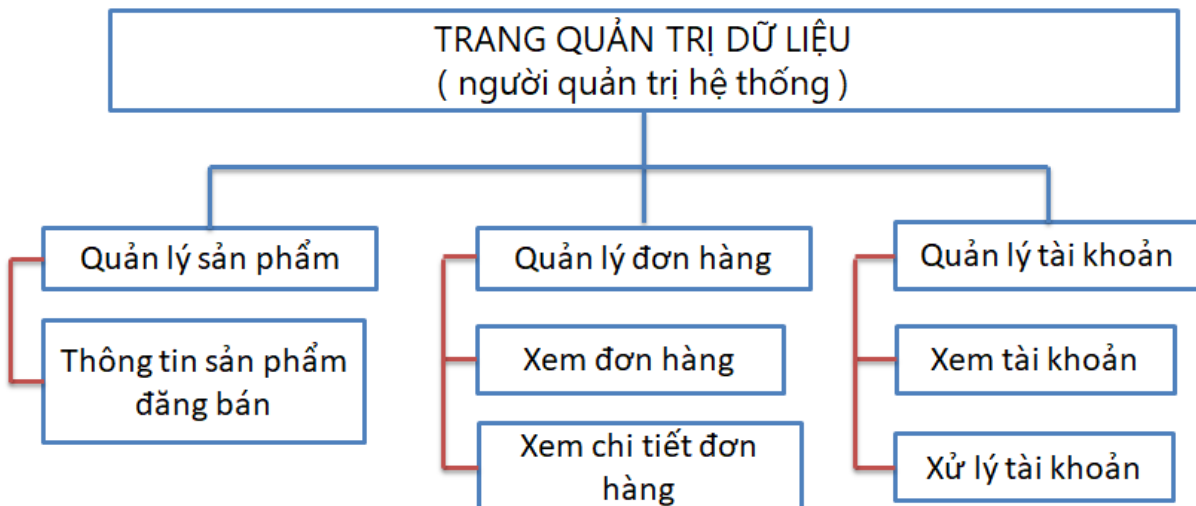 TRANG QUẢN TRỊ DỮ LIỆU
( người quản trị hệ thống )
Quản lý sản phẩm
Thông tin sản phẩm
đăng bán
Quản lý đơn hàng
Xem đơn hàng
Xem chi tiết đơn
hàng
Quản lý tài khoản
Xem tài khoản
Xử lý tài khoản